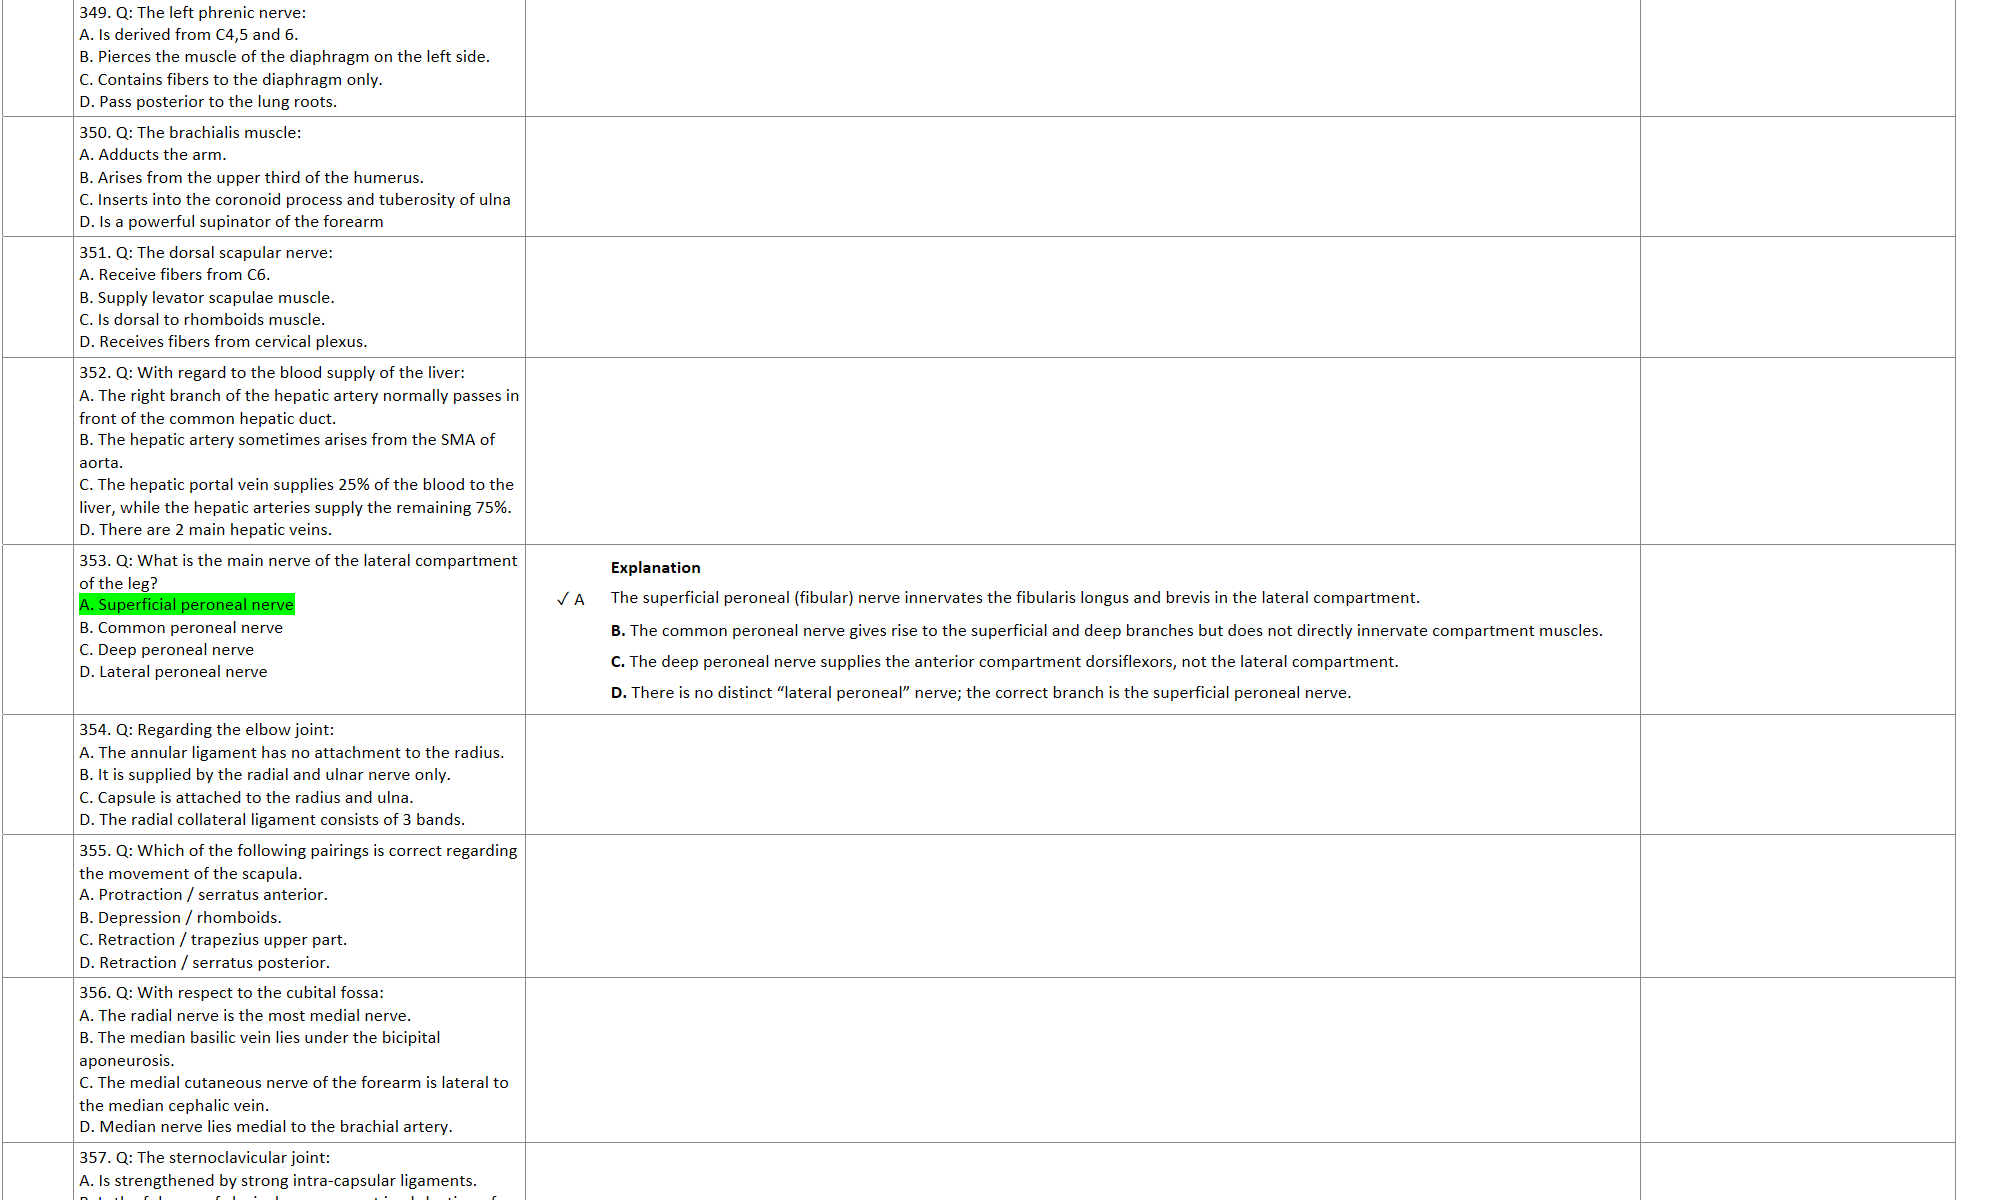 349. Q: The left phrenic nerve:
A. Is derived from C4,5 and 6.
B. Pierces the muscle of the diaphragm on the left side.
C. Contains fibers to the diaphragm only.
D. Pass posterior to the lung roots.
350. Q: The brachialis muscle:
A. Adducts the arm.
B. Arises from the upper third of the humerus.
C. Inserts into the coronoid process and tuberosity of ulna
D. Is a powerful supinator of the forearm
351. Q: The dorsal scapular nerve:
A. Receive fibers from C6.
B. Supply levator scapulae muscle.
C. Is dorsal to rhomboids muscle.
D. Receives fibers from cervical plexus.
352. Q: With regard to the blood supply of the liver:
A. The right branch of the hepatic artery normally passes in
front of the common hepatic duct.
B. The hepatic artery sometimes arises from the SMA of
aorta.
C. The hepatic portal vein supplies 25% of the blood to the
liver, while the hepatic arteries supply the remaining 75%.
D. There are 2 main hepatic veins.
353. Q: What is the main nerve of the lateral compartment
of the leg?
A. Superficial peroneal nerve
B. Common peroneal nerve
C. Deep peroneal nerve
D. Lateral peroneal nerve
✓ A
Explanation
The superficial peroneal (fibular) nerve innervates the fibularis longus and brevis in the lateral compartment.
B. The common peroneal nerve gives rise to the superficial and deep branches but does not directly innervate compartment muscles.
C. The deep peroneal nerve supplies the anterior compartment dorsiflexors, not the lateral compartment.
D. There is no distinct “lateral peroneal” nerve; the correct branch is the superficial peroneal nerve.
354. Q: Regarding the elbow joint:
A. The annular ligament has no attachment to the radius.
B. It is supplied by the radial and ulnar nerve only.
C. Capsule is attached to the radius and ulna.
D. The radial collateral ligament consists of 3 bands.
355. Q: Which of the following pairings is correct regarding
the movement of the scapula.
A. Protraction / serratus anterior.
B. Depression / rhomboids.
C. Retraction / trapezius upper part.
D. Retraction / serratus posterior.
356. Q: With respect to the cubital fossa:
A. The radial nerve is the most medial nerve.
B. The median basilic vein lies under the bicipital
aponeurosis.
C. The medial cutaneous nerve of the forearm is lateral to
the median cephalic vein.
D. Median nerve lies medial to the brachial artery.
357. Q: The sternoclavicular joint:
A. Is strengthened by strong intra-capsular ligaments.